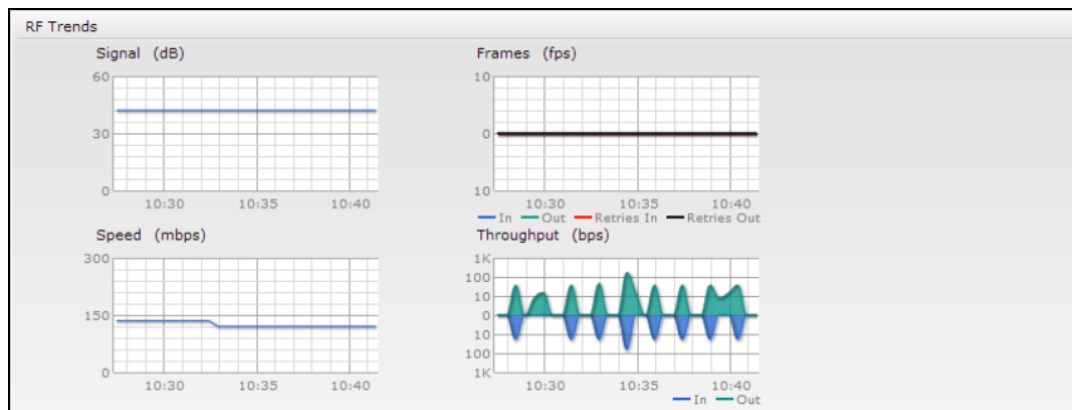 RF Trends
Signal (dB)
60
30
0
10:30 10:35 10:40
Frames (fps)
10
0
10
10:30 10:35 10:40
In Out Retries In Retries Out
Speed (mbps)
300
150
0
10:30 10:35 10:40
Throughput (bps)
1K
100
10
0
10
100
1K
10:30 10:35 10:40
In Out